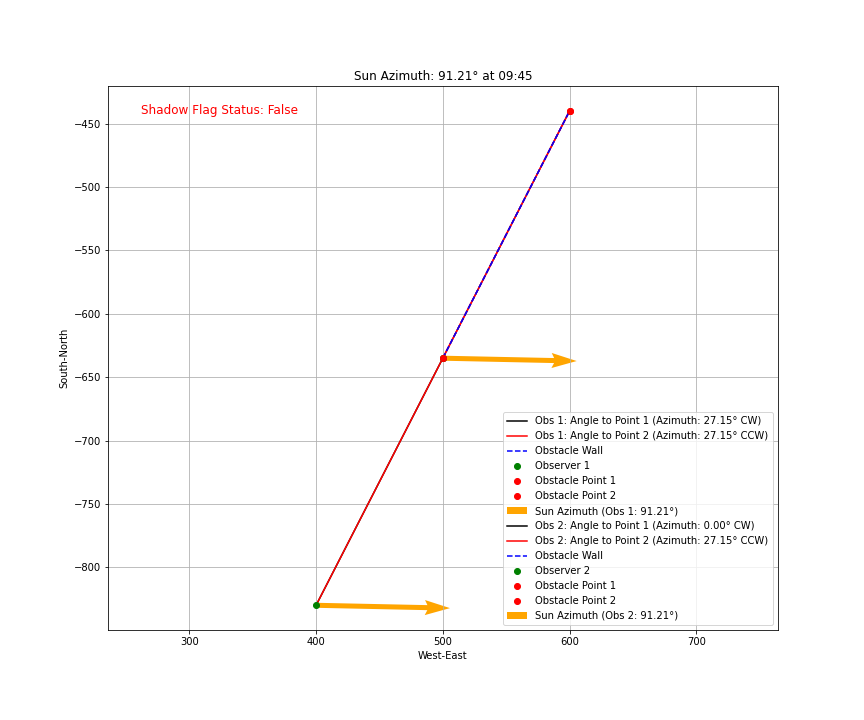 Sun Azimuth: 91.21° at 09:45
Shadow Flag Status: False
−450
−500
−550
−600
−650
−700
−750
−800
South-North
Obs 1: Angle to Point 1 (Azimuth: 27.15° CW)
Obs 1: Angle to Point 2 (Azimuth: 27.15° CCW)
Obstacle Wall
Observer 1
Obstacle Point 1
Obstacle Point 2
Sun Azimuth (Obs 1: 91.21°)
Obs 2: Angle to Point 1 (Azimuth: 0.00° CW)
Obs 2: Angle to Point 2 (Azimuth: 27.15° CCW)
Obstacle Wall
Observer 2
Obstacle Point 1
Obstacle Point 2
Sun Azimuth (Obs 2: 91.21°)
300 400 500 600 700
West-East